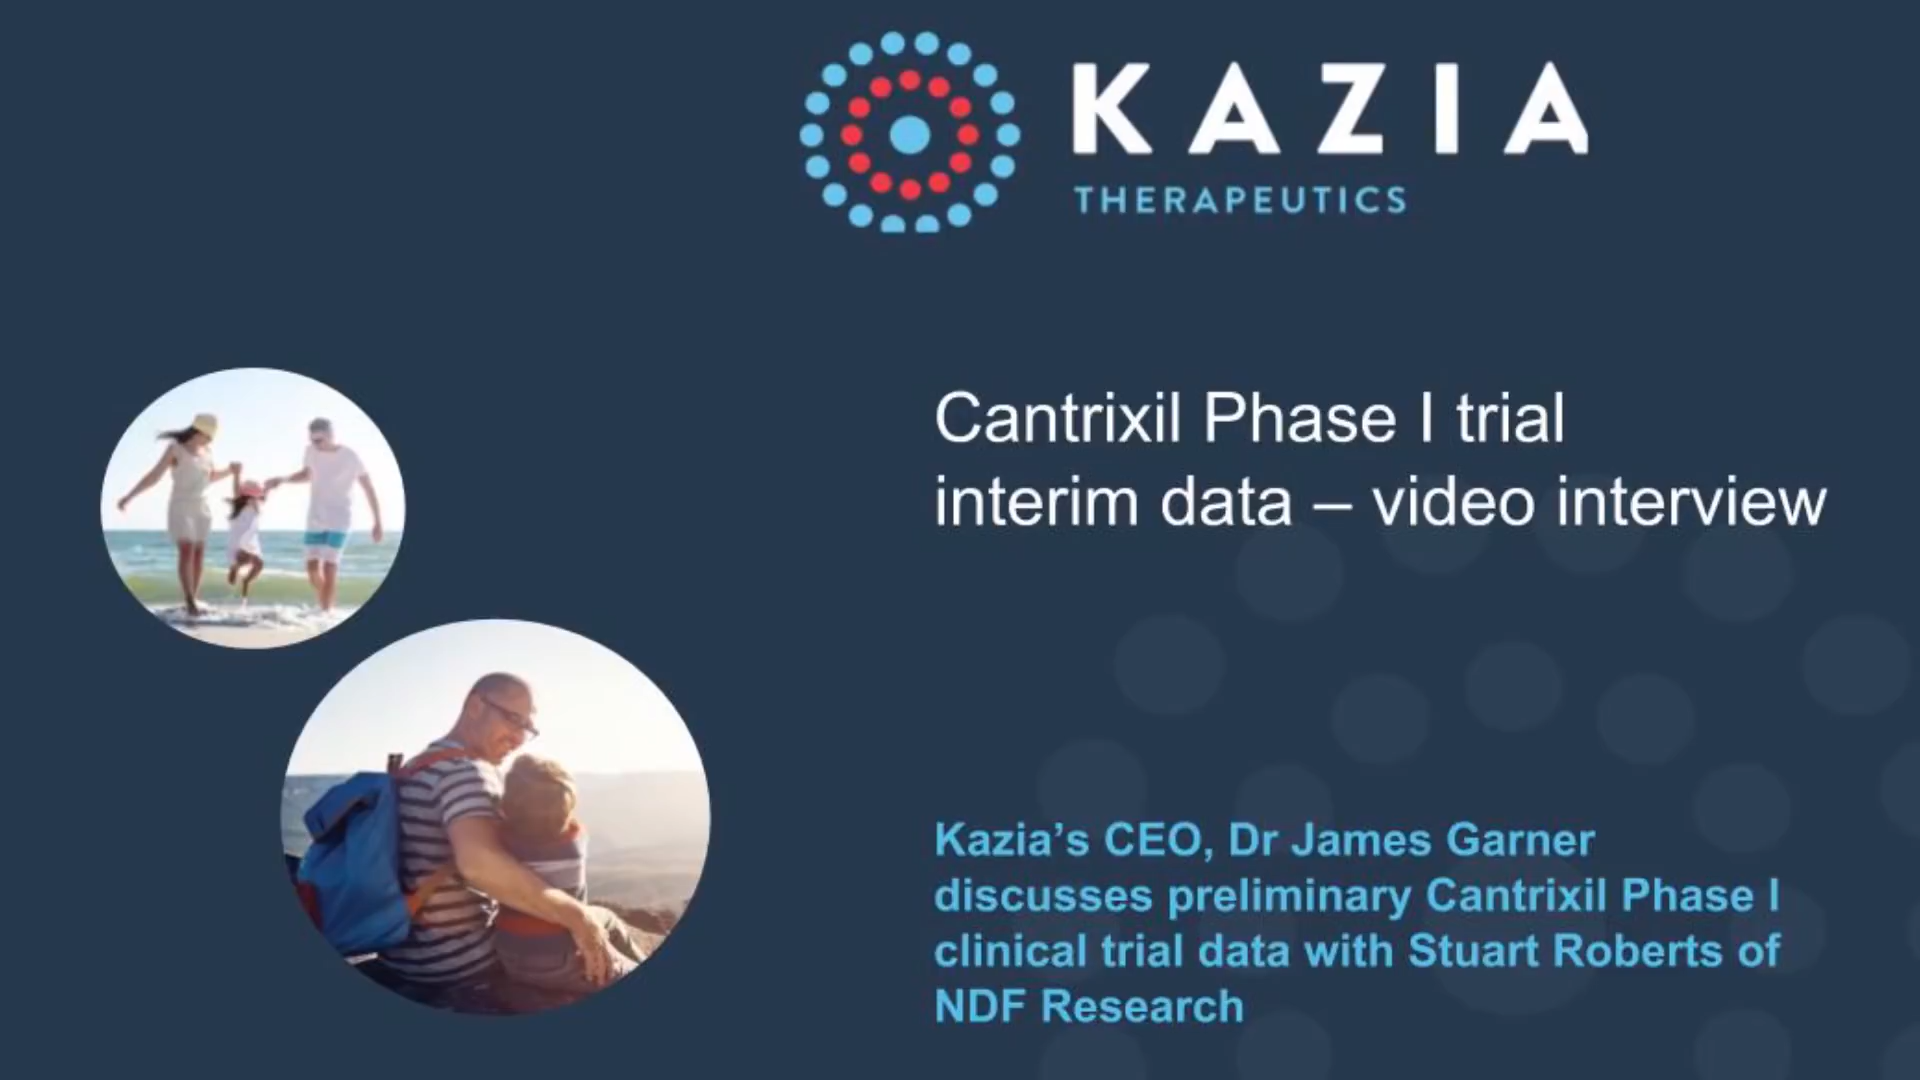 KAZIA
THERAPEUTICS
Cantrixil Phase I trial
interim data – video interview
Kazia’s CEO, Dr James Garner
discusses preliminary Cantrixil Phase I
clinical trial data with Stuart Roberts of
NDF Research